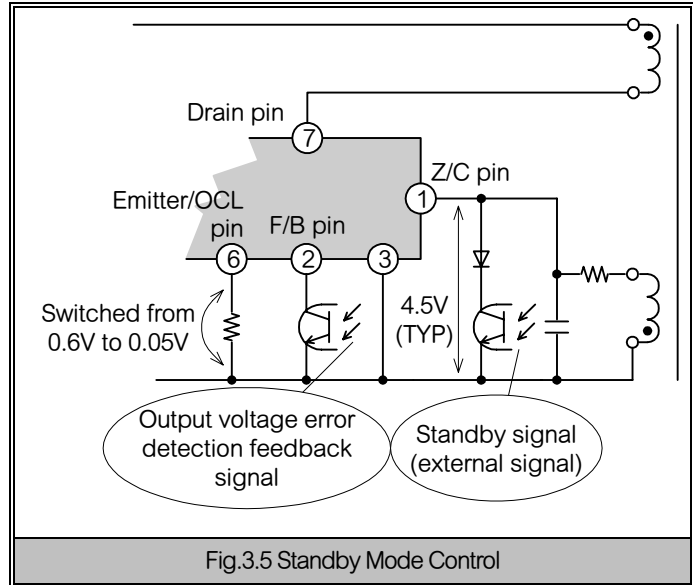 Drain pin
7
Z/C pin
1
Emitter/OCL
pin
F/B pin
6
2
3
Switched from
0.6V to 0.05V
4.5V
(TYP)
Output voltage error
detection feedback
signal
Standby signal
(external signal)
Fig.3.5 Standby Mode Control